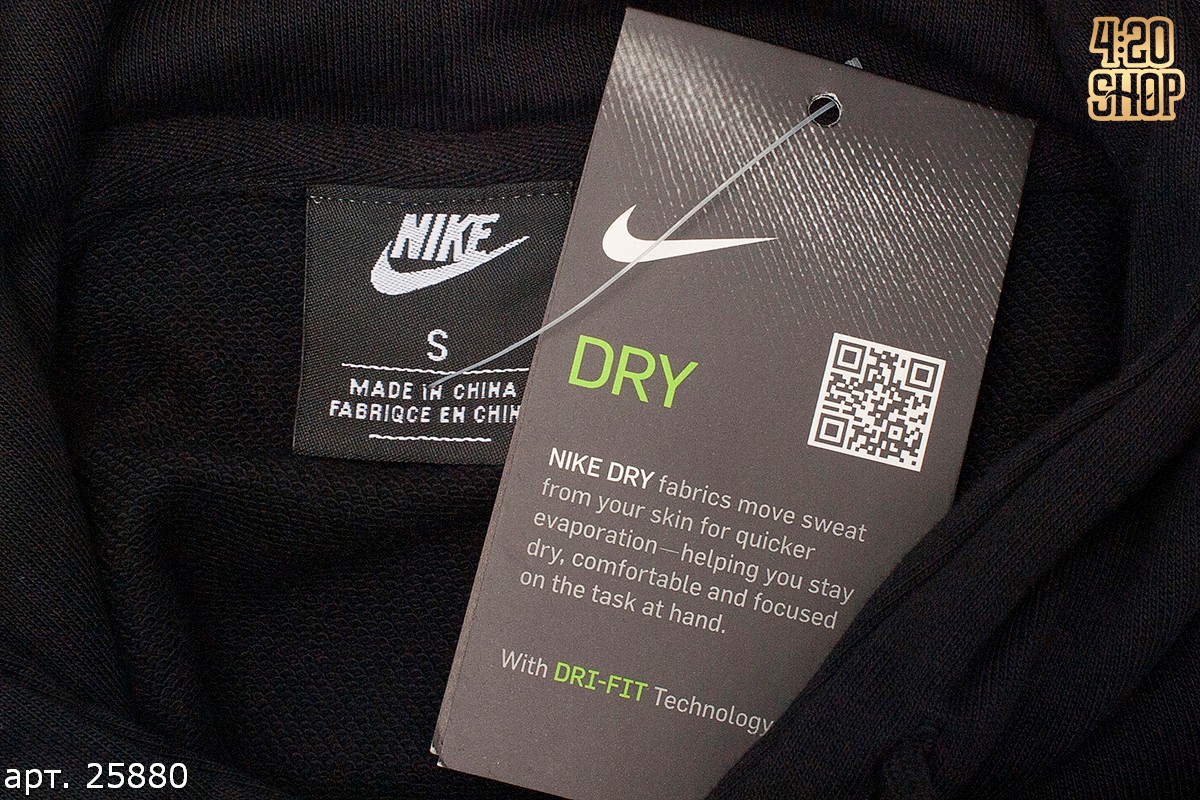 4:20
SHOP
NIKE
S
MADE IN CHINA
FABRIQCE EN CHIN
DRY
NIKE DRY fabrics move sweat
from your skin for quicker
evaporation—helping you stay
dry, comfortable and focused
on the task at hand.
With DRI-FIT Technology
арт. 25880